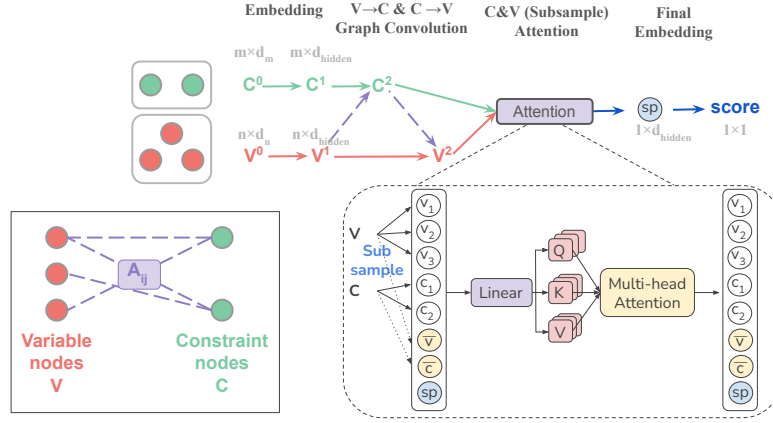 Embedding
V→C & C →V
Graph Convolution
C&V (Subsample)
Attention
Final
Embedding
m×dm
m×dhidden
C⁰
C¹
C²
Attention
sp
score
n×dn
n×dhidden
1×dhidden
1×1
V⁰
V¹
V²
Aij
Variable
nodes
V
Constraint
nodes
C
V
Sub
sample
C
v1
v2
v3
c1
c2
v̅
c̅
sp
Linear
Q
K
V
Multi-head
Attention
v1
v2
v3
c1
c2
v̅
c̅
sp